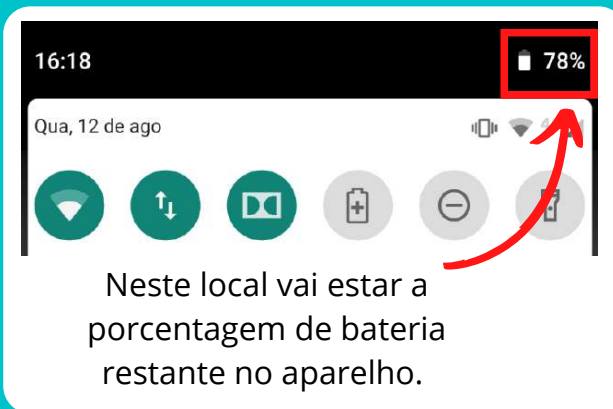 16:18
78%
Qua, 12 de ago
Neste local vai estar a
porcentagem de bateria
restante no aparelho.